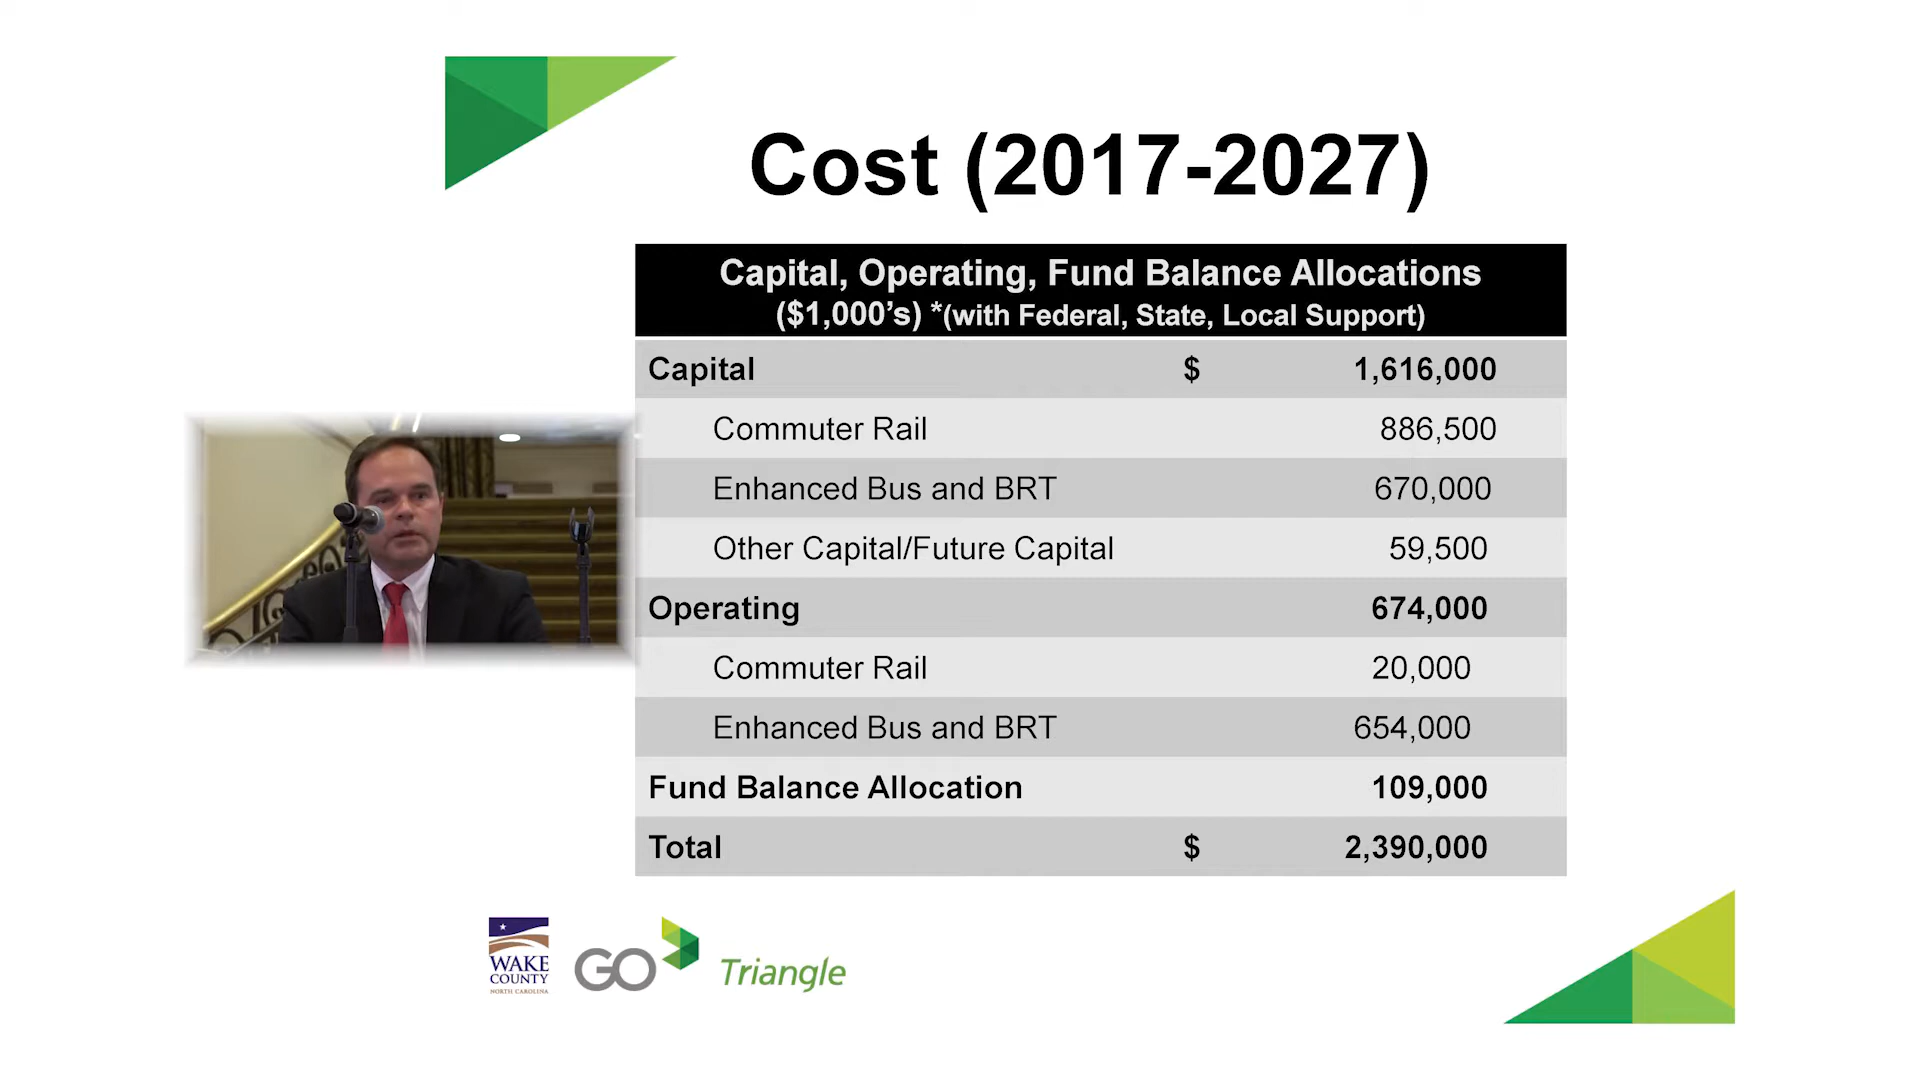 Cost (2017-2027)
Capital, Operating, Fund Balance Allocations
($1,000’s) *(with Federal, State, Local Support)
Capital $ 1,616,000
Commuter Rail 886,500
Enhanced Bus and BRT 670,000
Other Capital/Future Capital 59,500
Operating 674,000
Commuter Rail 20,000
Enhanced Bus and BRT 654,000
Fund Balance Allocation 109,000
Total $ 2,390,000
WAKE
COUNTY
NORTH CAROLINA
GO Triangle